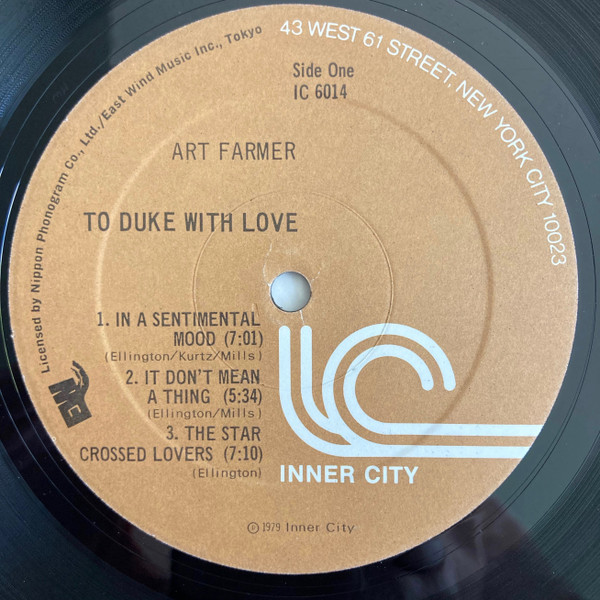 Licensed by Nippon Phonogram Co., Ltd./East Wind Music Inc., Tokyo
43 WEST 61 STREET, NEW YORK CITY 10023
Side One
IC 6014
ART FARMER
TO DUKE WITH LOVE
1. IN A SENTIMENTAL
MOOD (7:01)
(Ellington/Kurtz/Mills)
2. IT DON'T MEAN
A THING (5:34)
(Ellington/Mills)
3. THE STAR
CROSSED LOVERS (7:10)
(Ellington)
INNER CITY
℗ 1979 Inner City